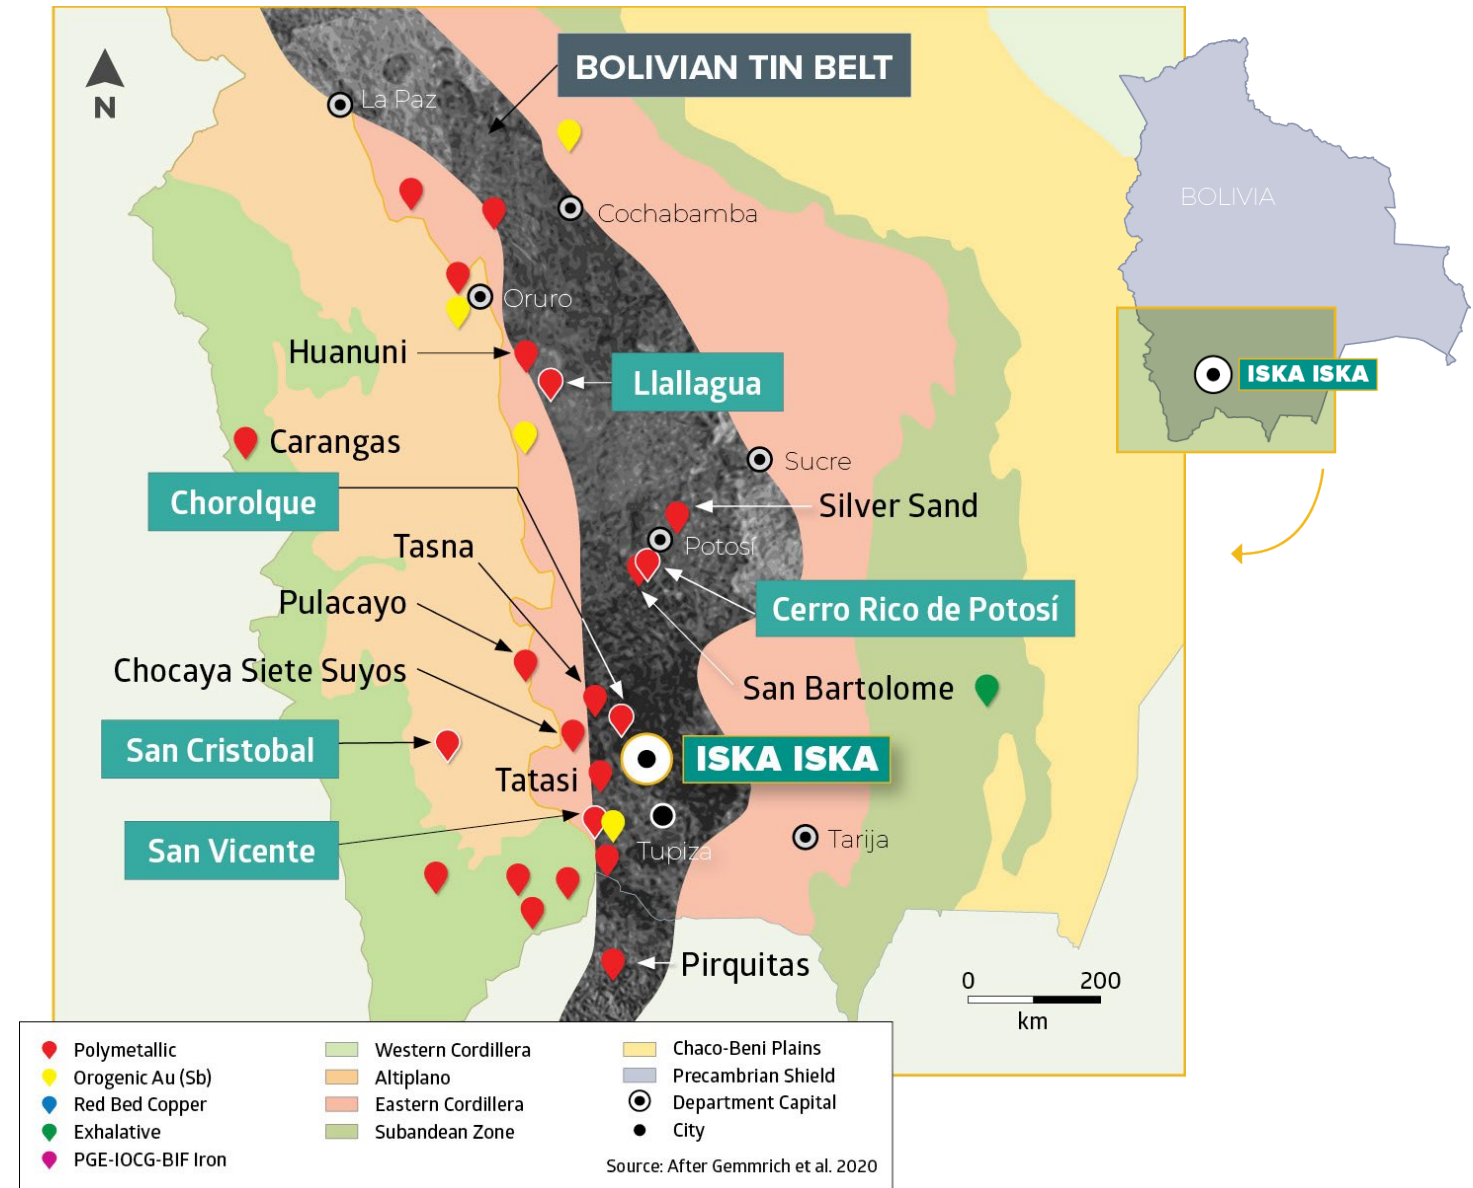 BOLIVIAN TIN BELT
N
La Paz
Cochabamba
BOLIVIA
Oruro
Huanuni
Llallagua
ISKA ISKA
Carangas
Sucre
Chorolque
Silver Sand
Tasna
Potosí
Pulacayo
Cerro Rico de Potosí
Chocaya Siete Suyos
San Bartolome
San Cristobal
ISKA ISKA
Tatasi
San Vicente
Tupiza
Tarija
Pirquitas
0 200
km
Polymetallic
Orogenic Au (Sb)
Red Bed Copper
Exhalative
PGE-IOCG-BIF Iron
Western Cordillera
Altiplano
Eastern Cordillera
Subandean Zone
Chaco-Beni Plains
Precambrian Shield
Department Capital
City
Source: After Gemmrich et al. 2020